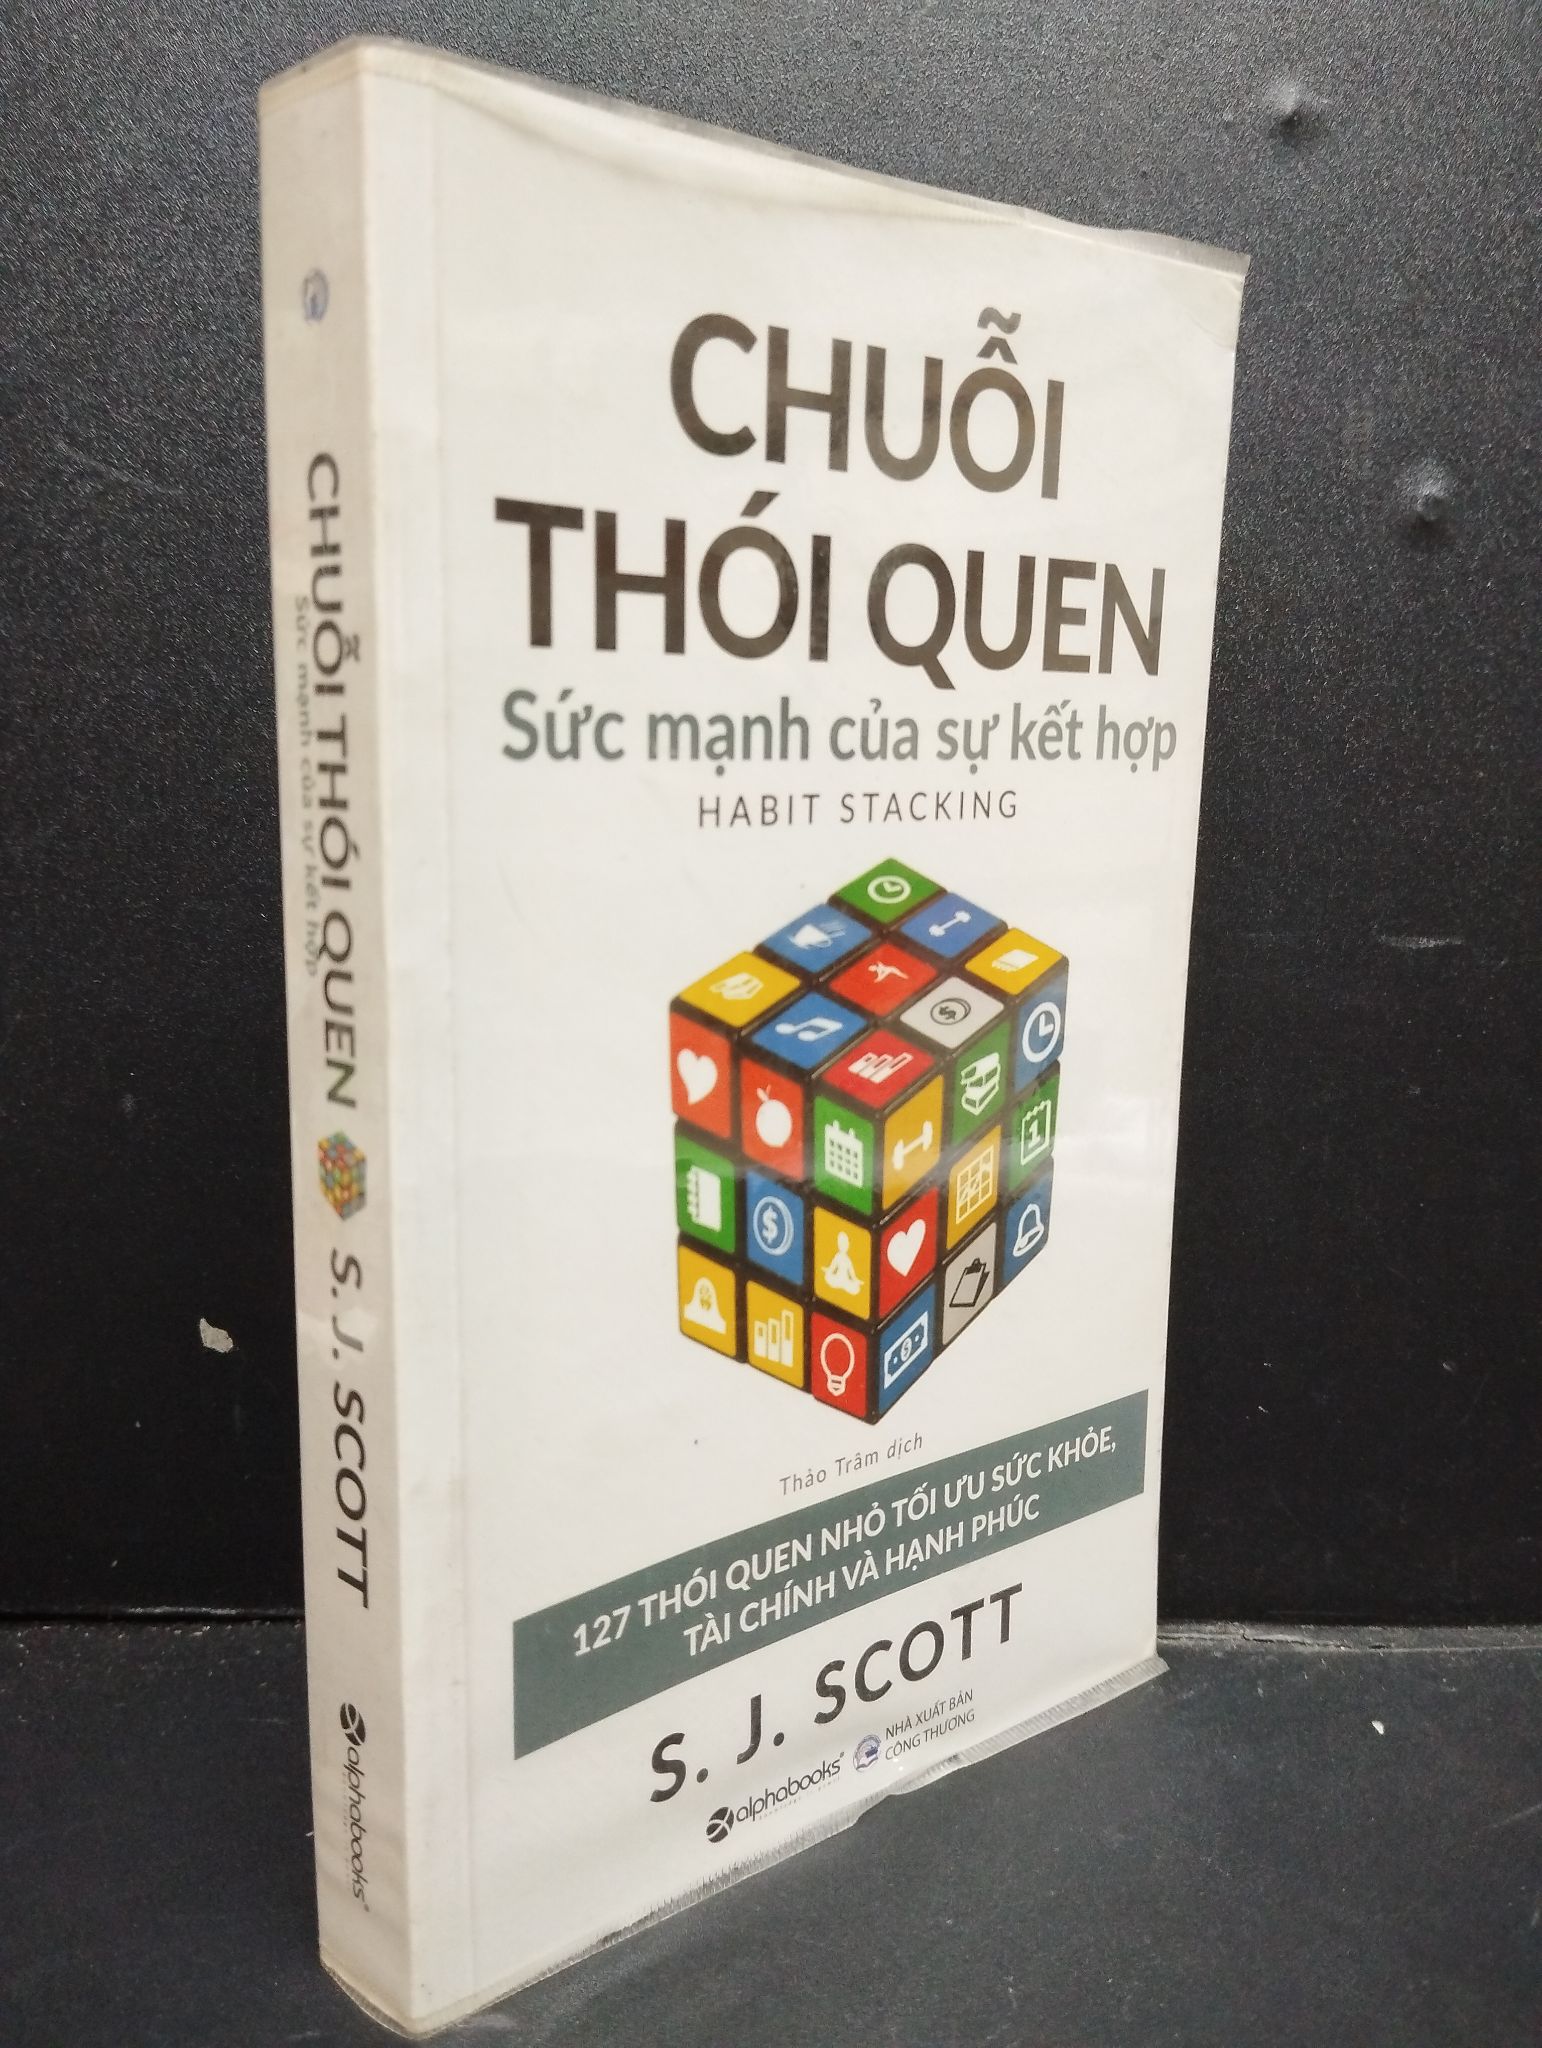 CHUỖI
THÓI QUEN
Sức mạnh của sự kết hợp
HABIT STACKING
1
Thảo Trâm dịch
127 THÓI QUEN NHỎ TỐI ƯU SỨC KHỎE,
TÀI CHÍNH VÀ HẠNH PHÚC
S. J. SCOTT
alphabooks®
NHÀ XUẤT BẢN
CÔNG THƯƠNG
CHUỖI THÓI QUEN
Sức mạnh của sự kết hợp
S. J. SCOTT
alphabooks®